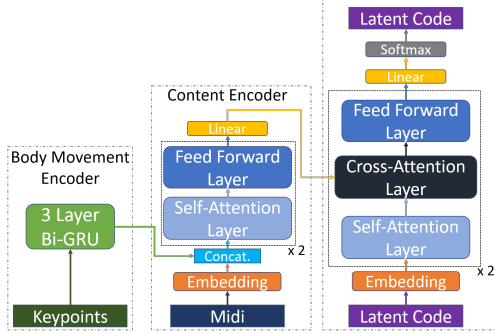 Body Movement
Encoder
3 Layer
Bi-GRU
Keypoints
Content Encoder
Linear
Feed Forward
Layer
Self-Attention
Layer
x 2
Concat.
Embedding
Midi
Latent Code
Softmax
Linear
Feed Forward
Layer
Cross-Attention
Layer
Self-Attention
Layer
x 2
Embedding
Latent Code